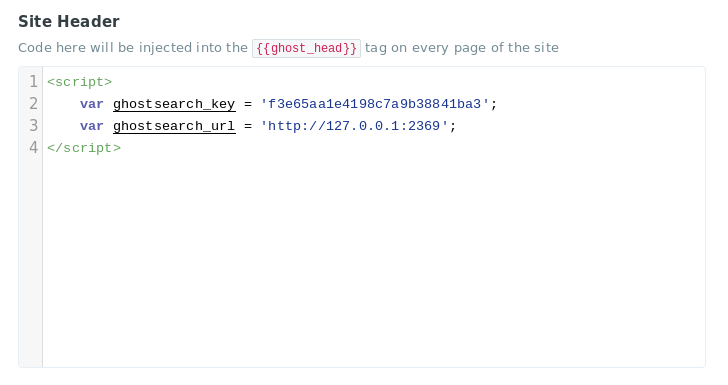 Site Header
Code here will be injected into the {{ghost_head}} tag on every page of the site
1 <script>
2     var ghostsearch_key = 'f3e65aa1e4198c7a9b38841ba3';
3     var ghostsearch_url = 'http://127.0.0.1:2369';
4 </script>